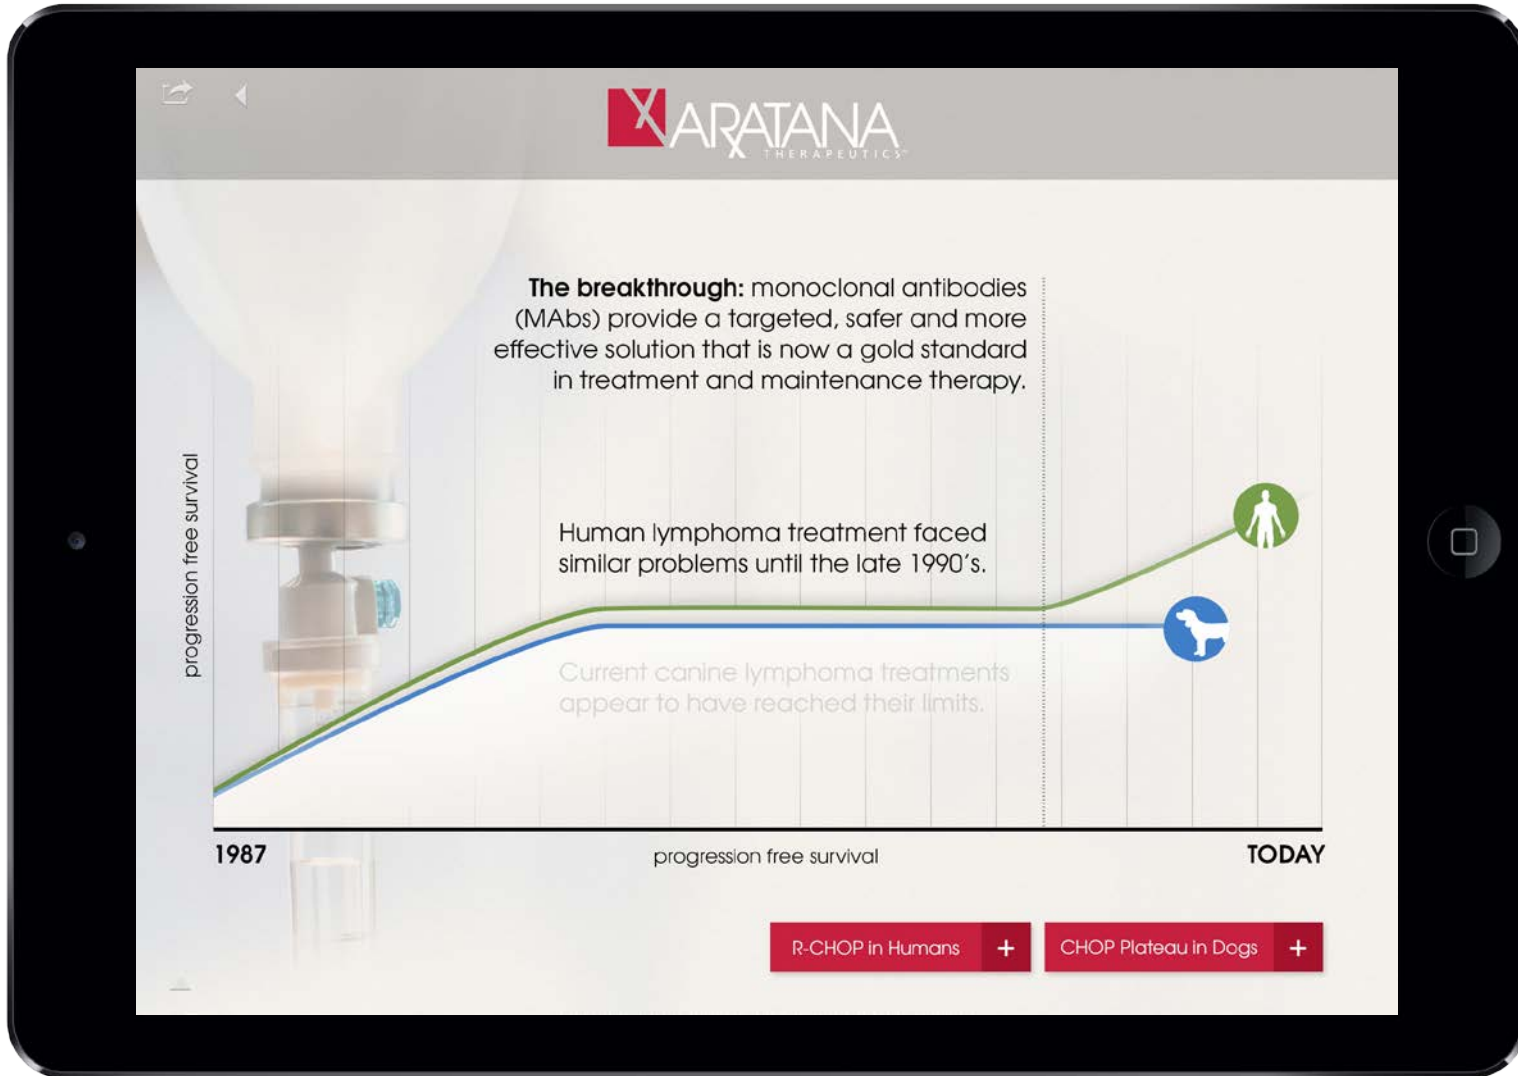 ARATANA
THERAPEUTICS™
The breakthrough: monoclonal antibodies
(MAbs) provide a targeted, safer and more
effective solution that is now a gold standard
in treatment and maintenance therapy.
progression free survival
Human lymphoma treatment faced
similar problems until the late 1990's.
Current canine lymphoma treatments
appear to have reached their limits.
1987
progression free survival
TODAY
R-CHOP in Humans +
CHOP Plateau in Dogs +